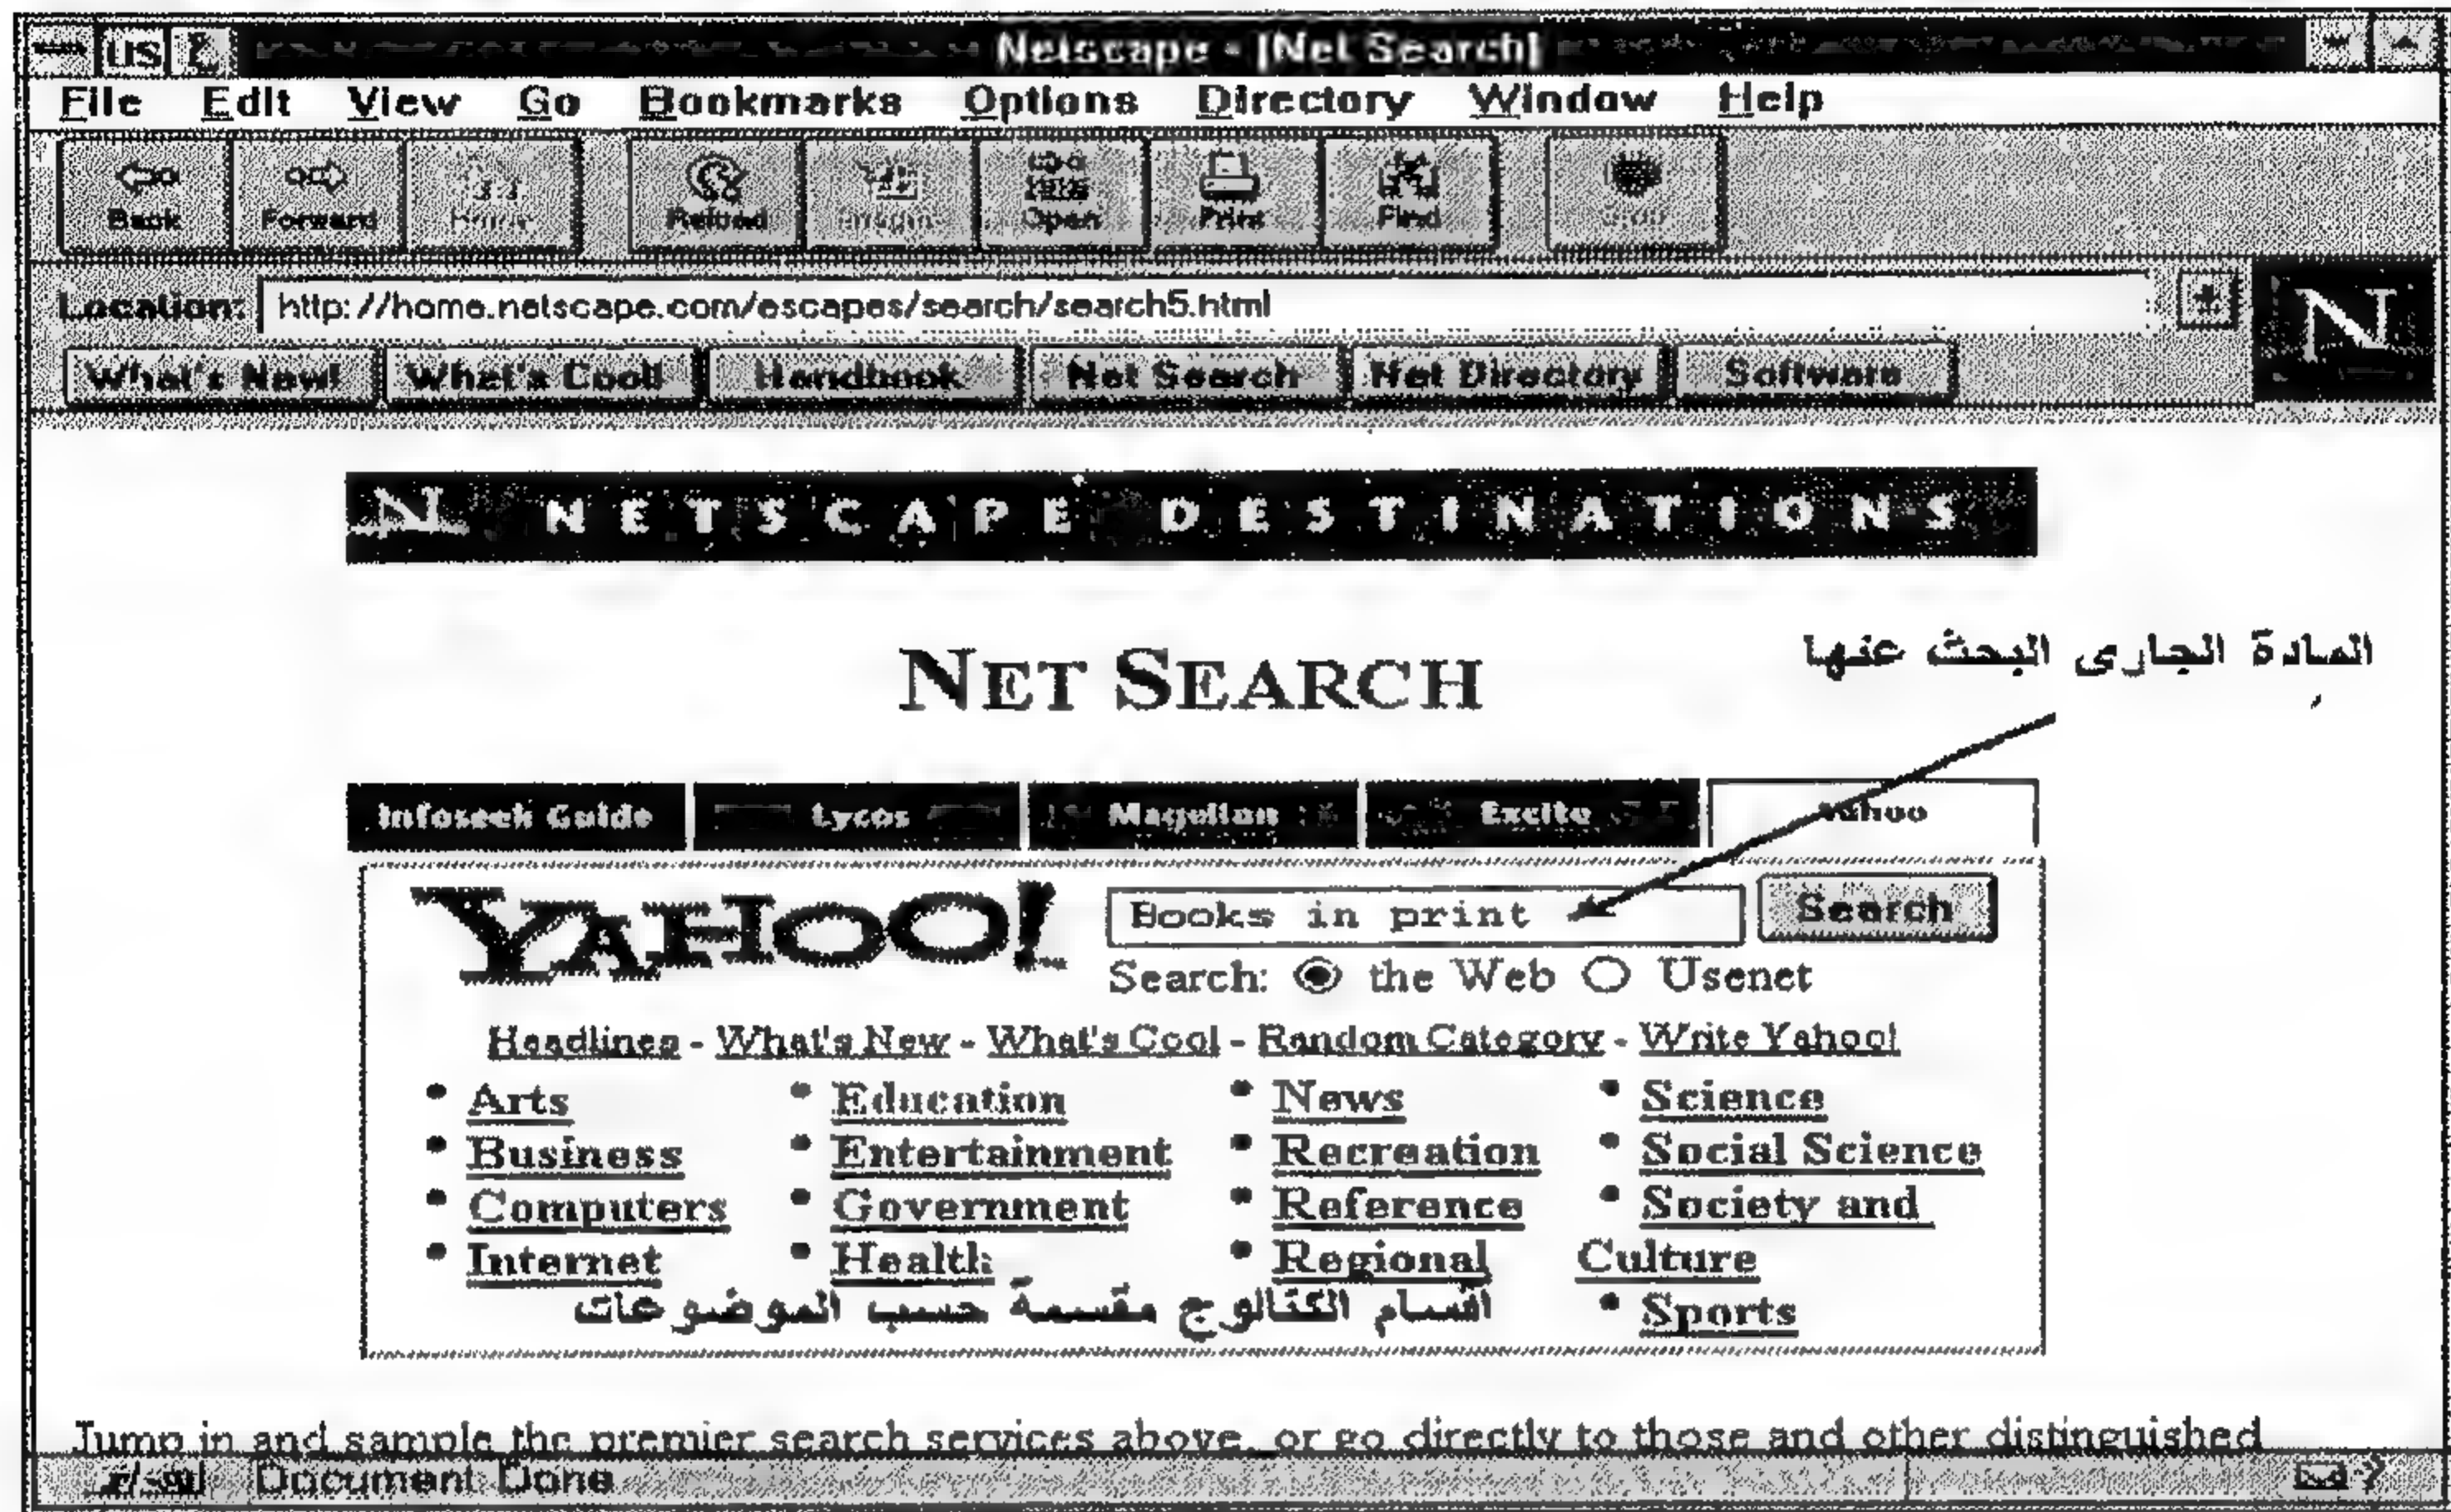 US
Netscape - [Net Search]
File Edit View Go Bookmarks Options Directory Window Help
Back Forward Home Reload Images Open Print Find Stop
Location: http://home.netscape.com/escapes/search/search5.html
N
What's New! What's Cool! Handbook Net Search Net Directory Software
N NETSCAPE DESTINATIONS
NET SEARCH
المادة الجارى البحث عنها
Infoseek Guide Lycos Magellan Excite Yahoo
YAHOO! Books in print Search
Search: the Web Usenet
Headlines - What's New - What's Cool - Random Category - Write Yahoo!
• Arts • Education • News • Science
• Business • Entertainment • Recreation • Social Science
• Computers • Government • Reference • Society and
• Internet • Health • Regional Culture
اقسام الكتالوج مقسمة حسب الموضوعات • Sports
Jump in and sample the premier search services above, or go directly to those and other distinguished
Document: Done